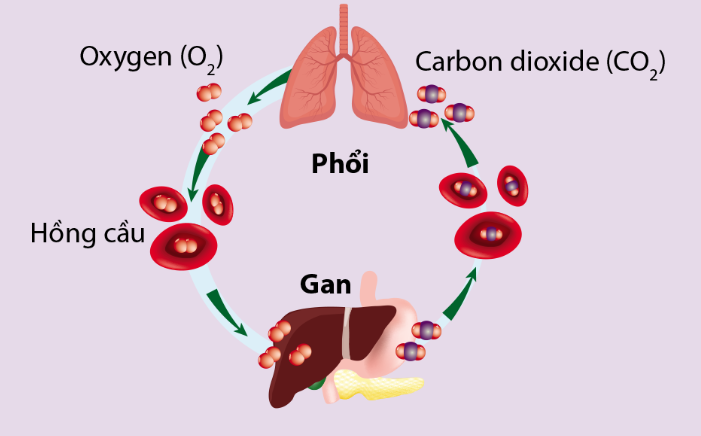 Oxygen (O₂)
Carbon dioxide (CO₂)
Phổi
Hồng cầu
Gan